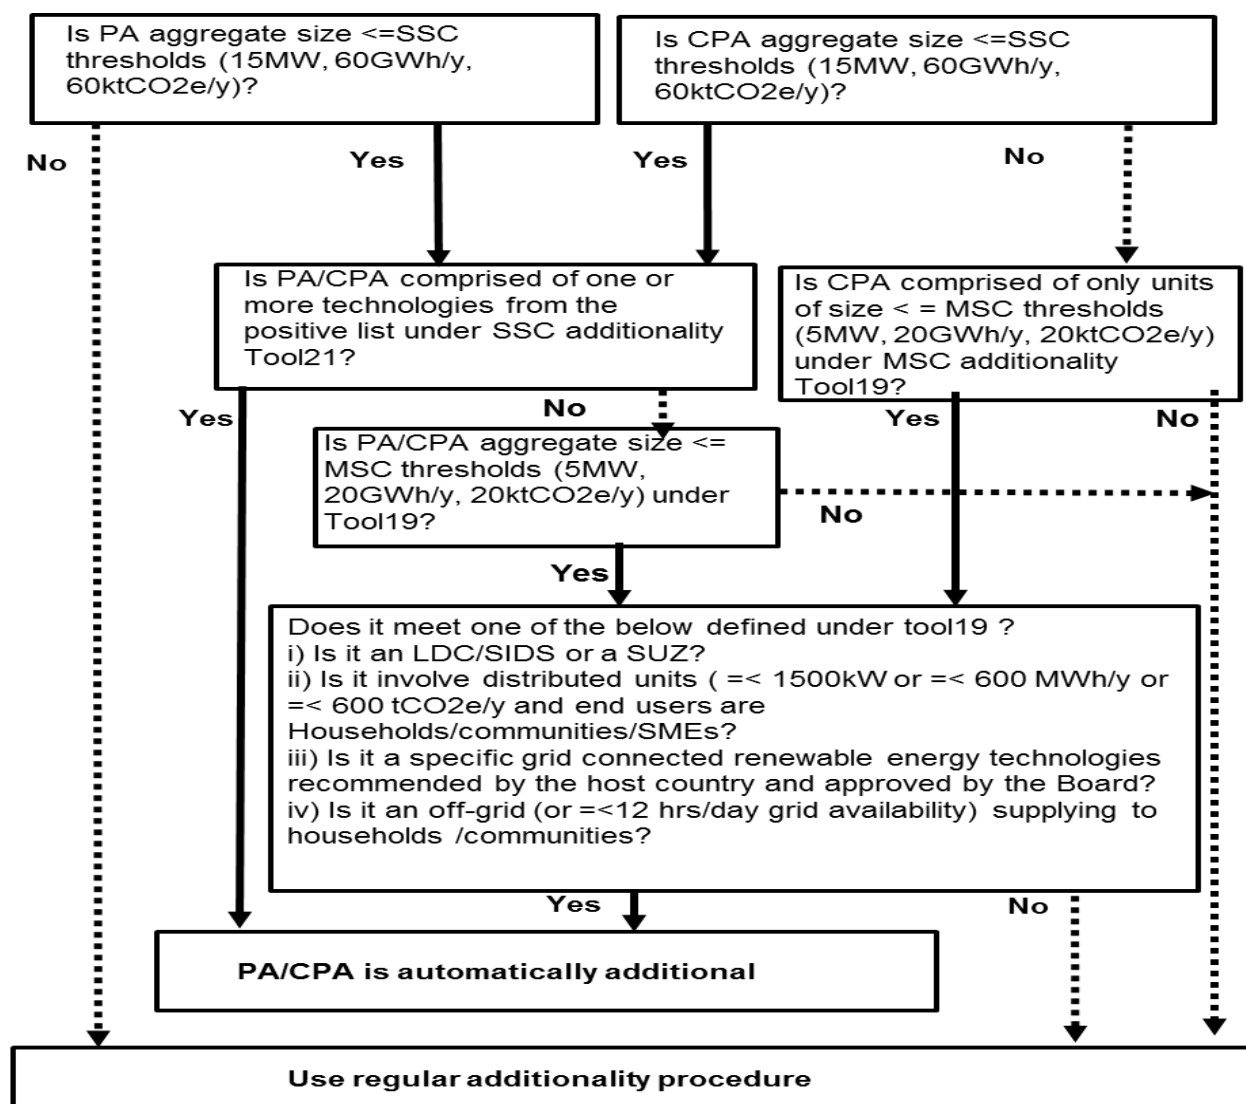 Is PA aggregate size <=SSC
thresholds (15MW, 60GWh/y,
60ktCO2e/y)?
Is CPA aggregate size <=SSC
thresholds (15MW, 60GWh/y,
60ktCO2e/y)?
No
Yes
Yes
No
Is PA/CPA comprised of one or
more technologies from the
positive list under SSC additionality
Tool21?
Is CPA comprised of only units
of size < = MSC thresholds
(5MW, 20GWh/y, 20ktCO2e/y)
under MSC additionality
Tool19?
Yes
No
Yes
No
Is PA/CPA aggregate size <=
MSC thresholds (5MW,
20GWh/y, 20ktCO2e/y) under
Tool19?
No
Yes
Does it meet one of the below defined under tool19 ?
i) Is it an LDC/SIDS or a SUZ?
ii) Is it involve distributed units ( =< 1500kW or =< 600 MWh/y or
=< 600 tCO2e/y and end users are
Households/communities/SMEs?
iii) Is it a specific grid connected renewable energy technologies
recommended by the host country and approved by the Board?
iv) Is it an off-grid (or =<12 hrs/day grid availability) supplying to
households /communities?
Yes
No
PA/CPA is automatically additional
Use regular additionality procedure